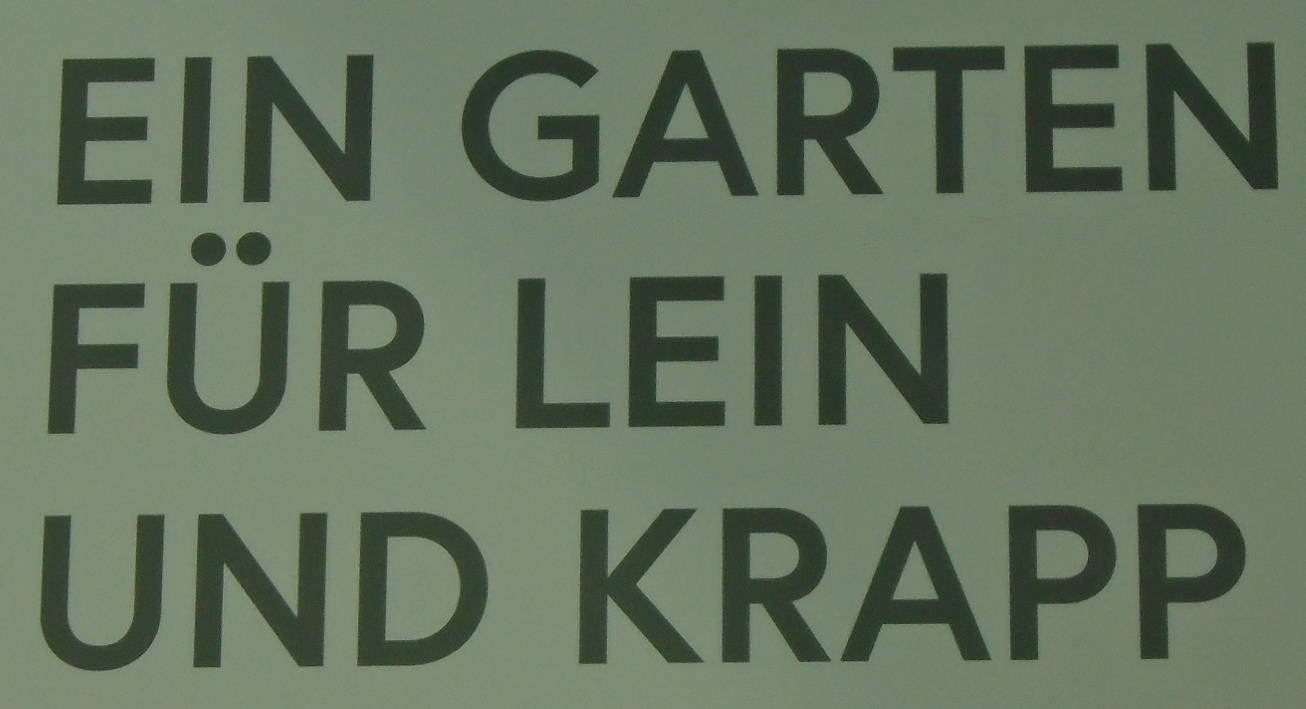 EIN GARTEN
FÜR LEIN
UND KRAPP